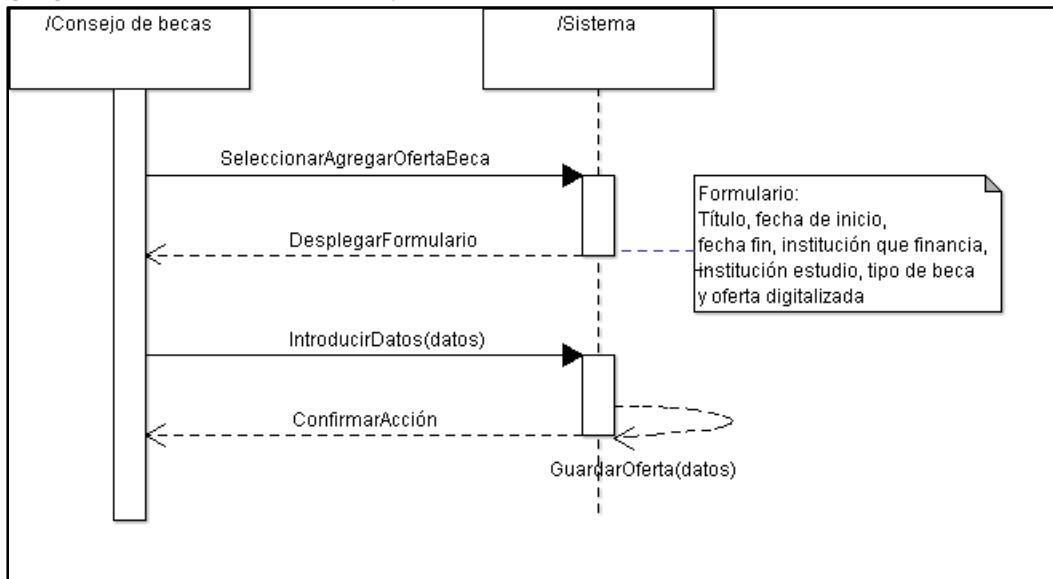 /Consejo de becas
/Sistema
SeleccionarAgregarOfertaBeca
DesplegarFormulario
Formulario:
Título, fecha de inicio,
fecha fin, institución que financia,
institución estudio, tipo de beca
y oferta digitalizada
IntroducirDatos(datos)
ConfirmarAcción
GuardarOferta(datos)